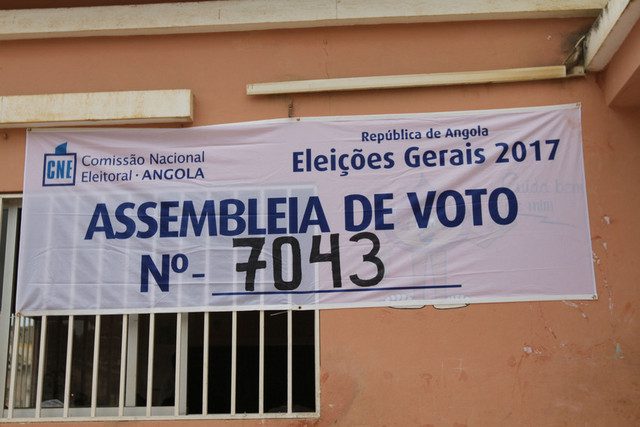 CNE
Comissão Nacional
Eleitoral · ANGOLA
República de Angola
Eleições Gerais 2017
ASSEMBLEIA DE VOTO
Nº- 7043